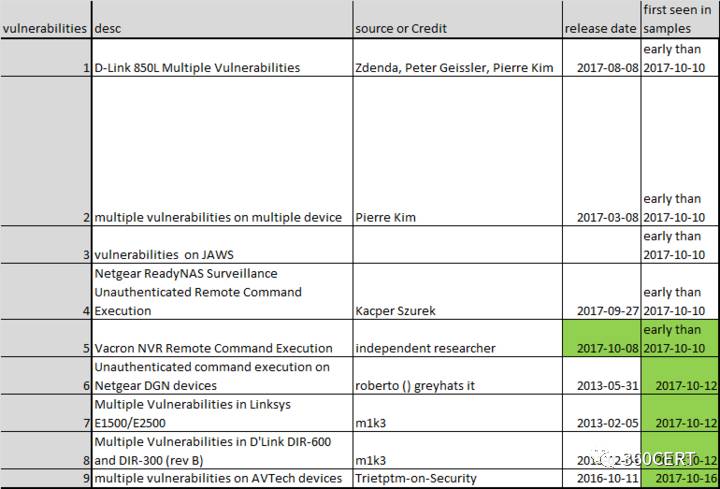 vulnerabilities desc source or Credit release date first seen in samples
1 D-Link 850L Multiple Vulnerabilities Zdenda, Peter Geissler, Pierre Kim 2017-08-08 early than 2017-10-10
2 multiple vulnerabilities on multiple device Pierre Kim 2017-03-08 early than 2017-10-10
3 vulnerabilities on JAWS early than 2017-10-10
4 Netgear ReadyNAS Surveillance Unauthenticated Remote Command Execution Kacper Szurek 2017-09-27 early than 2017-10-10
5 Vacron NVR Remote Command Execution independent researcher 2017-10-08 early than 2017-10-10
6 Unauthenticated command execution on Netgear DGN devices roberto () greyhats it 2013-05-31 2017-10-12
7 Multiple Vulnerabilities in Linksys E1500/E2500 m1k3 2013-02-05 2017-10-12
8 Multiple Vulnerabilities in D'Link DIR-600 and DIR-300 (rev B) m1k3 2017-10-12
9 multiple vulnerabilities on AVTech devices Trietptm-on-Security 2016-10-11 2017-10-16
360CERT